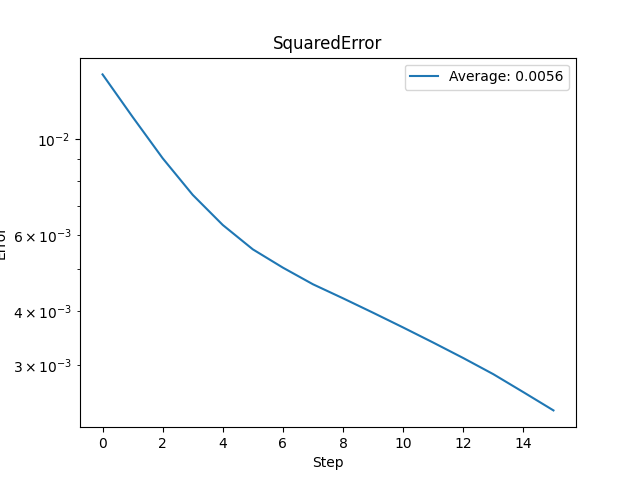 SquaredError
Average: 0.0056
10⁻²
6 × 10⁻³
4 × 10⁻³
3 × 10⁻³
Error
0 2 4 6 8 10 12 14
Step